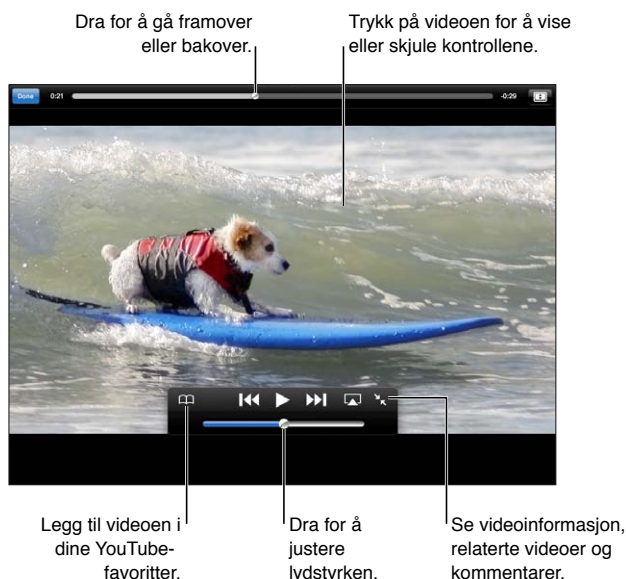 Dra for å gå framover
eller bakover.
Trykk på videoen for å vise
eller skjule kontrollene.
Done
0:21
-0:29
Legg til videoen i
dine YouTube-
favoritter.
Dra for å
justere
lydstyrken.
Se videoinformasjon,
relaterte videoer og
kommentarer.